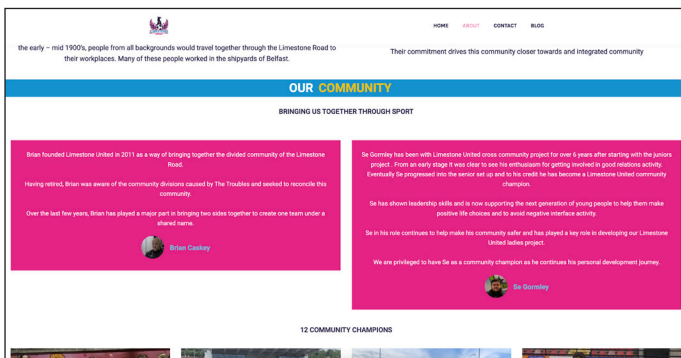 HOME ABOUT CONTACT BLOG
the early – mid 1900's, people from all backgrounds would travel together through the Limestone Road to
their workplaces. Many of these people worked in the shipyards of Belfast.
Their commitment drives this community closer towards and integrated community
OUR COMMUNITY
BRINGING US TOGETHER THROUGH SPORT
Brian founded Limestone United in 2011 as a way of bringing together the divided community of the Limestone
Road.
Having retired, Brian was aware of the community divisions caused by The Troubles and seeked to reconcile this
community.
Over the last few years, Brian has played a major part in bringing two sides together to create one team under a
shared name.
Brian Caskey
Se Gormley has been with Limestone United cross community project for over 6 years after starting with the juniors
project . From an early stage it was clear to see his enthusiasm for getting involved in good relations activity.
Eventually Se progressed into the senior set up and to his credit he has become a Limestone United community
champion.
Se has shown leadership skills and is now supporting the next generation of young people to help them make
positive life choices and to avoid negative interface activity.
Se in his role continues to help make his community safer and has played a key role in developing our Limestone
United ladies project.
We are privileged to have Se as a community champion as he continues his personal development journey.
Se Gormley
12 COMMUNITY CHAMPIONS